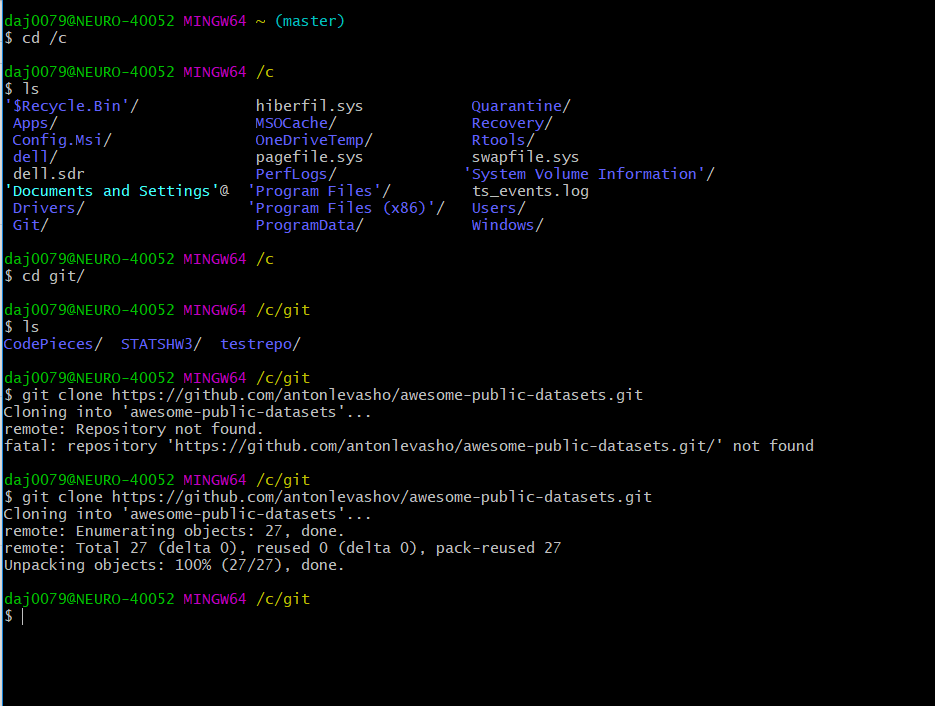 daj0079@NEURO-40052 MINGW64 ~ (master)
$ cd /c
daj0079@NEURO-40052 MINGW64 /c
$ ls
'$Recycle.Bin'/ hiberfil.sys Quarantine/
Apps/ MSOCache/ Recovery/
Config.Msi/ OneDriveTemp/ Rtools/
dell/ pagefile.sys swapfile.sys
dell.sdr PerfLogs/ 'System Volume Information'/
'Documents and Settings'@ 'Program Files'/ ts_events.log
Drivers/ 'Program Files (x86)'/ Users/
Git/ ProgramData/ Windows/
daj0079@NEURO-40052 MINGW64 /c
$ cd git/
daj0079@NEURO-40052 MINGW64 /c/git
$ ls
CodePieces/ STATSHW3/ testrepo/
daj0079@NEURO-40052 MINGW64 /c/git
$ git clone https://github.com/antonlevasho/awesome-public-datasets.git
Cloning into 'awesome-public-datasets'...
remote: Repository not found.
fatal: repository 'https://github.com/antonlevasho/awesome-public-datasets.git/' not found
daj0079@NEURO-40052 MINGW64 /c/git
$ git clone https://github.com/antonlevashov/awesome-public-datasets.git
Cloning into 'awesome-public-datasets'...
remote: Enumerating objects: 27, done.
remote: Total 27 (delta 0), reused 0 (delta 0), pack-reused 27
Unpacking objects: 100% (27/27), done.
daj0079@NEURO-40052 MINGW64 /c/git
$